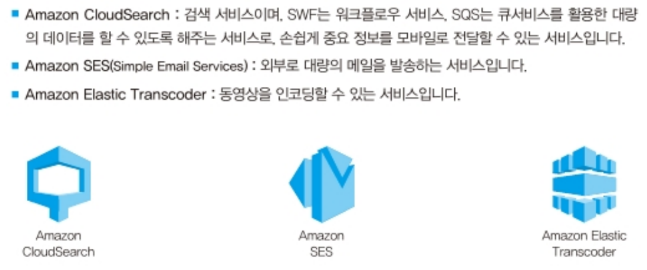 ■ Amazon CloudSearch : 검색 서비스이며, SWF는 워크플로우 서비스, SQS는 큐서비스를 활용한 대량
의 데이터를 할 수 있도록 해주는 서비스로, 손쉽게 중요 정보를 모바일로 전달할 수 있는 서비스입니다.
■ Amazon SES(Simple Email Services) : 외부로 대량의 메일을 발송하는 서비스입니다.
■ Amazon Elastic Transcoder : 동영상을 인코딩할 수 있는 서비스입니다.
Amazon
CloudSearch
Amazon
SES
Amazon Elastic
Transcoder